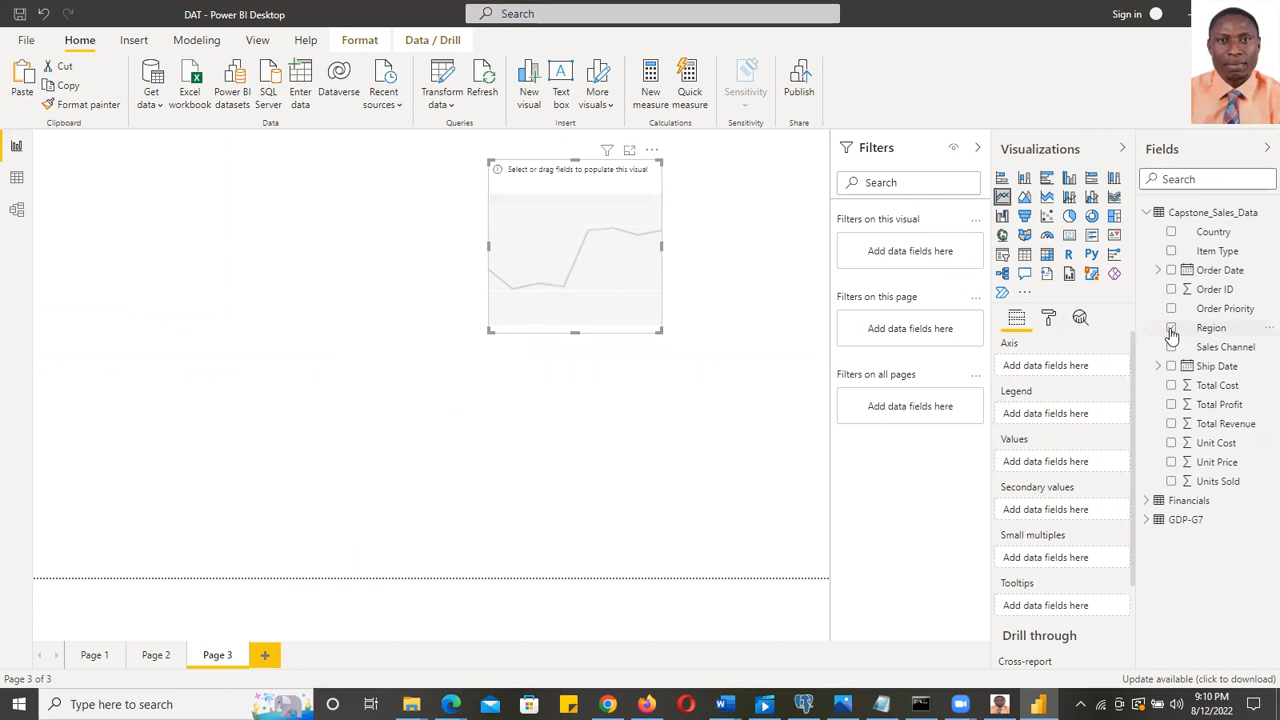 DAT - Power BI Desktop
Search
Sign in
File
Home
Insert
Modeling
View
Help
Format
Data / Drill
Paste
Cut
Copy
Format painter
Clipboard
Get data
Excel workbook
Power BI datasets
SQL Server
Enter data
Dataverse
Recent sources
Data
Transform data
Refresh
Queries
New visual
Text box
More visuals
Insert
New measure
Quick measure
Calculations
Sensitivity
Sensitivity
Publish
Share
Select or drag fields to populate this visual
Filters
Search
Filters on this visual
Add data fields here
Filters on this page
Add data fields here
Filters on all pages
Add data fields here
Visualizations
R
Py
123
Axis
Add data fields here
Legend
Add data fields here
Values
Add data fields here
Secondary values
Add data fields here
Small multiples
Add data fields here
Tooltips
Add data fields here
Drill through
Cross-report
Fields
Search
Capstone_Sales_Data
Country
Item Type
Order Date
Order ID
Order Priority
Region
Sales Channel
Ship Date
Total Cost
Total Profit
Total Revenue
Unit Cost
Unit Price
Units Sold
Financials
GDP-G7
Page 1
Page 2
Page 3
Page 3 of 3
Update available (click to download)
Type here to search
9:10 PM
8/12/2022